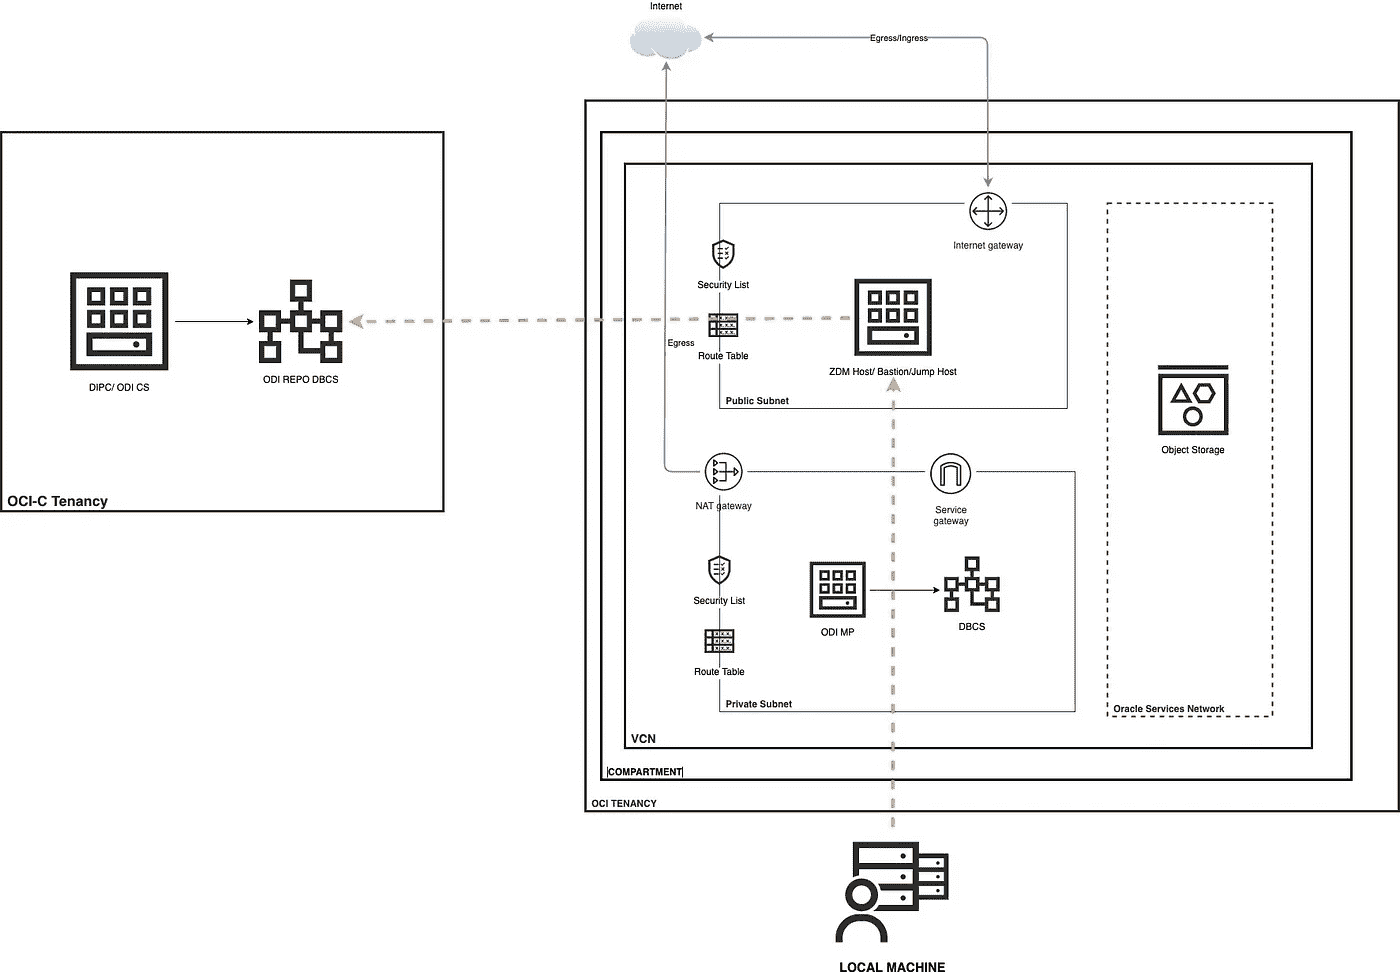 Internet
Egress/Ingress
Internet gateway
Security List
Egress
Route Table
ZDM Host/ Bastion/Jump Host
Public Subnet
DIPC/ ODI CS
ODI REPO DBCS
OCI-C Tenancy
Object Storage
NAT gateway
Service
gateway
Security List
ODI MP
DBCS
Route Table
Private Subnet
Oracle Services Network
VCN
COMPARTMENT
OCI TENANCY
LOCAL MACHINE